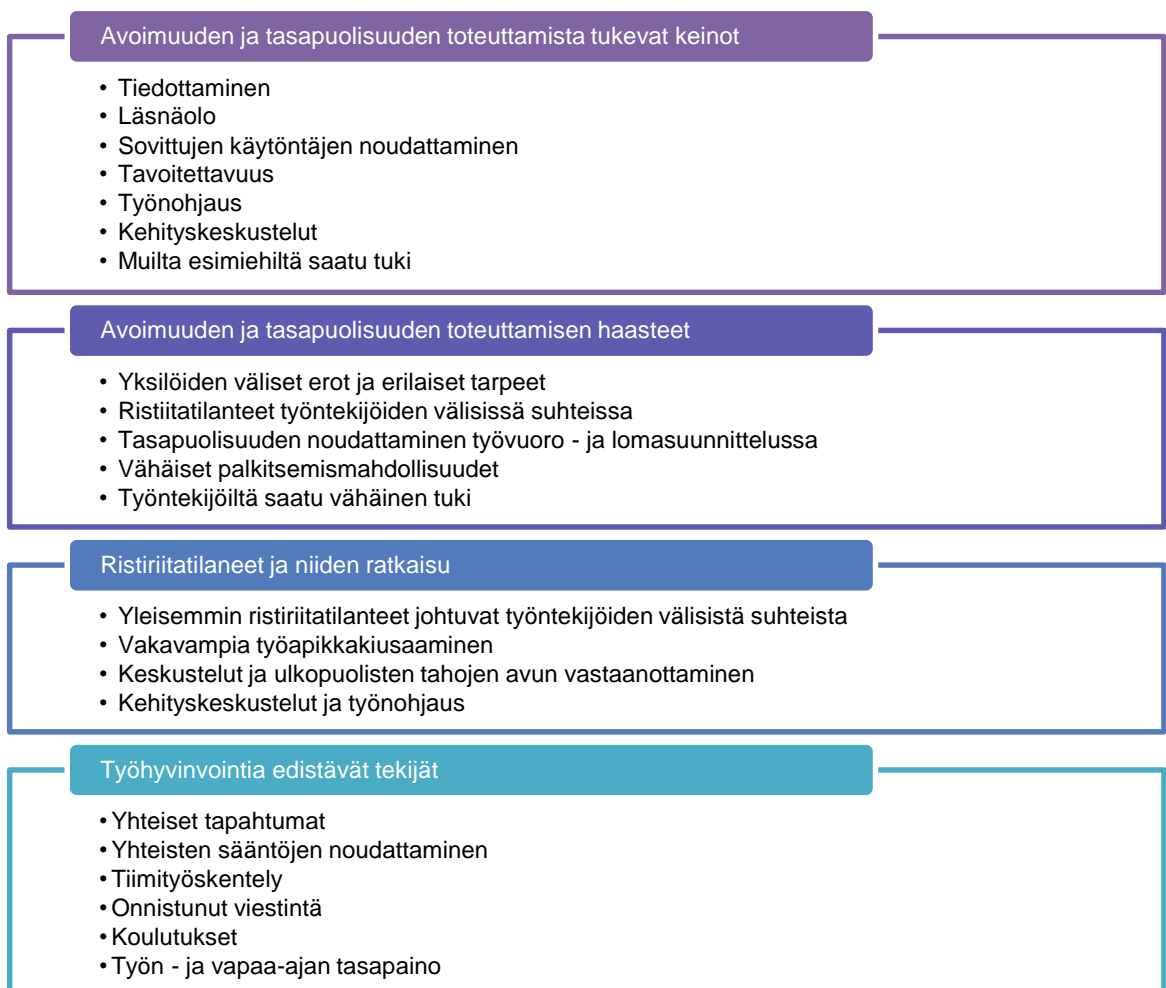 Avoimuuden ja tasapuolisuuden toteuttamista tukevat keinot
• Tiedottaminen
• Läsnäolo
• Sovittujen käytöntäjen noudattaminen
• Tavoitettavuus
• Työnohjaus
• Kehityskeskustelut
• Muilta esimiehiltä saatu tuki
Avoimuuden ja tasapuolisuuden toteuttamisen haasteet
• Yksilöiden väliset erot ja erilaiset tarpeet
• Ristiitatilanteet työntekijöiden välisissä suhteissa
• Tasapuolisuuden noudattaminen työvuoro - ja lomasuunnittelussa
• Vähäiset palkitsemismahdollisuudet
• Työntekijöiltä saatu vähäinen tuki
Ristiriitatilaneet ja niiden ratkaisu
• Yleisemmin ristiriitatilanteet johtuvat työntekijöiden välisistä suhteista
• Vakavampia työapikkakiusaaminen
• Keskustelut ja ulkopuolisten tahojen avun vastaanottaminen
• Kehityskeskustelut ja työnohjaus
Työhyvinvointia edistävät tekijät
• Yhteiset tapahtumat
• Yhteisten sääntöjen noudattaminen
• Tiimityöskentely
• Onnistunut viestintä
• Koulutukset
• Työn - ja vapaa-ajan tasapaino